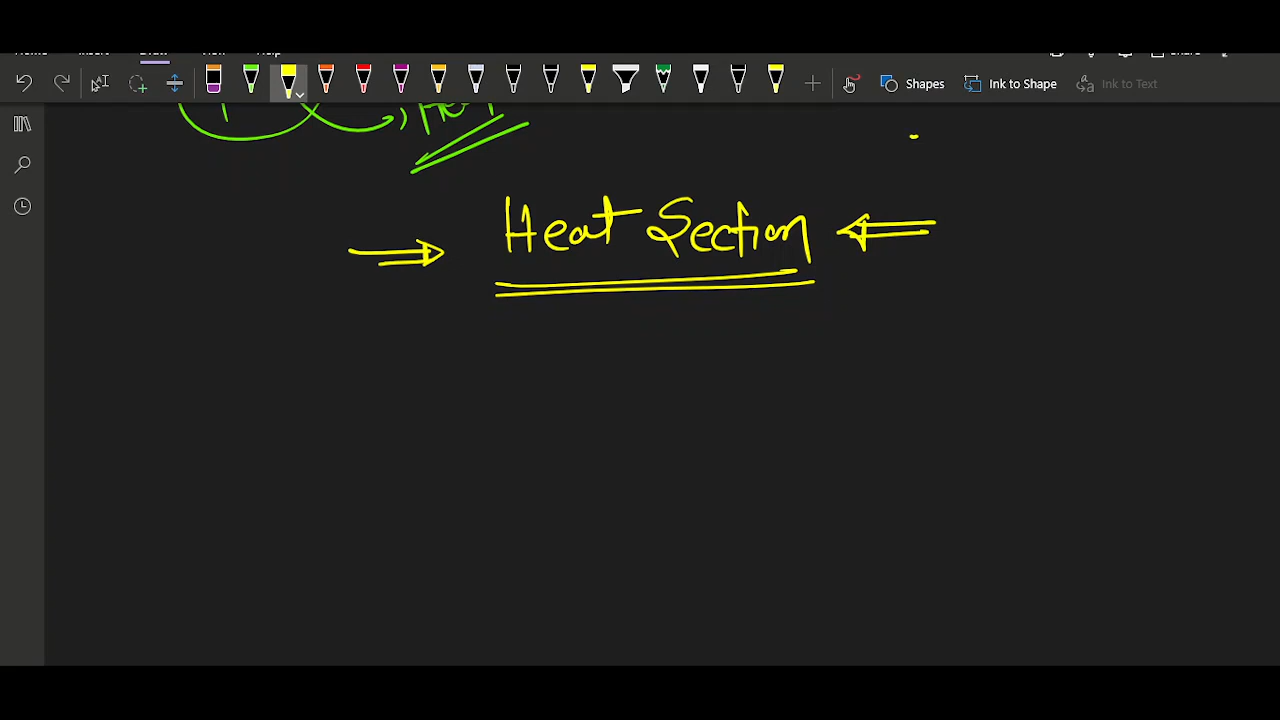 Shapes
Ink to Shape
Ink to Text
Heat Section